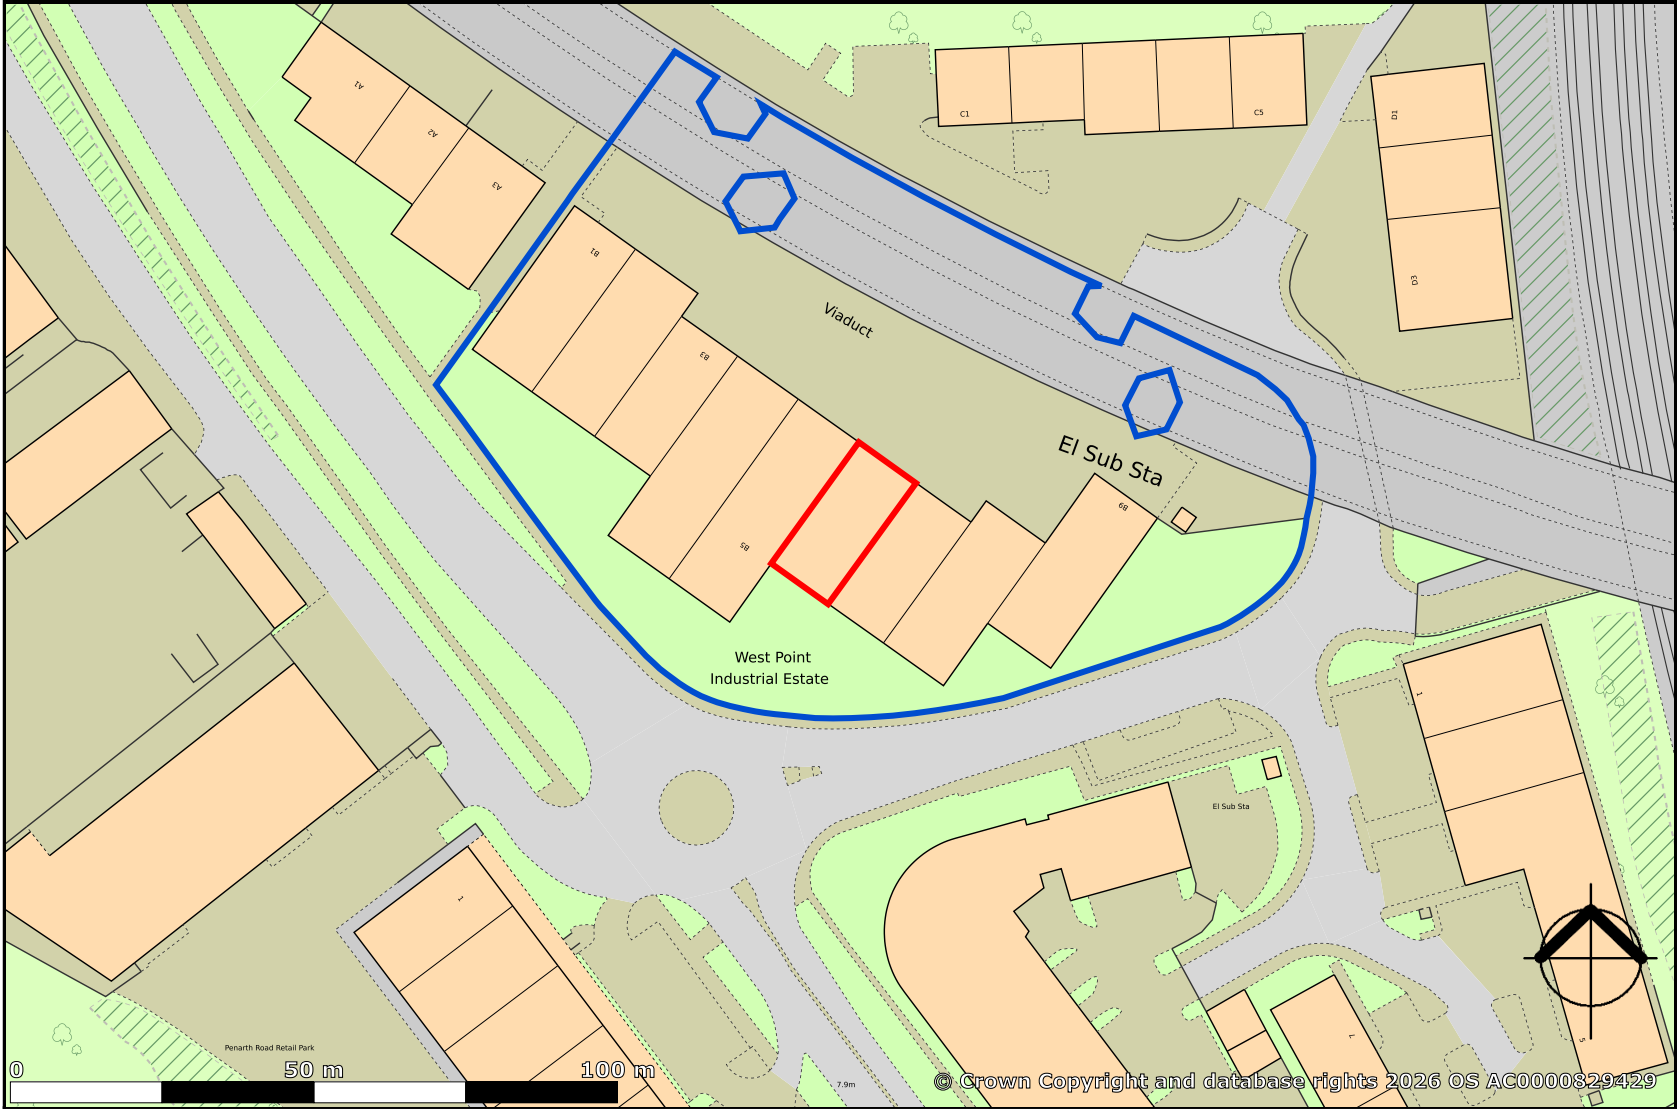 A1
A2
A3
C1
C5
D1
D3
B1
B3
Viaduct
El Sub Sta
B9
B5
West Point
Industrial Estate
1
El Sub Sta
1
L
5
Penarth Road Retail Park
7.9m
0 50 m 100 m
© Crown Copyright and database rights 2026 OS AC0000829429